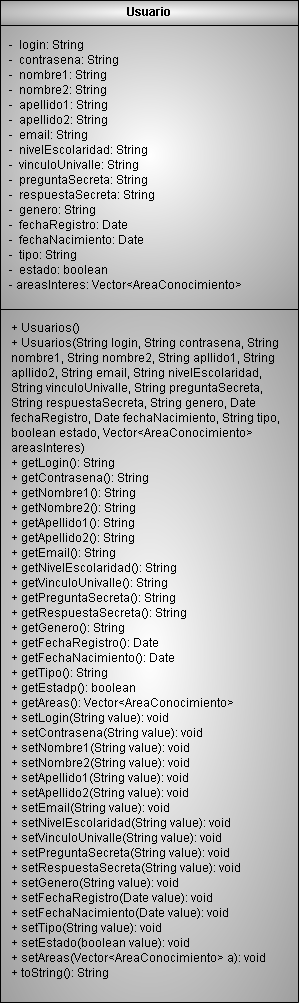 Usuario
- login: String
- contrasena: String
- nombre1: String
- nombre2: String
- apellido1: String
- apellido2: String
- email: String
- nivelEscolaridad: String
- vinculoUnivalle: String
- preguntaSecreta: String
- respuestaSecreta: String
- genero: String
- fechaRegistro: Date
- fechaNacimiento: Date
- tipo: String
- estado: boolean
- areasInteres: Vector<AreaConocimiento>
+ Usuarios()
+ Usuarios(String login, String contrasena, String
nombre1, String nombre2, String apllido1, String
apllido2, String email, String nivelEscolaridad,
String vinculoUnivalle, String preguntaSecreta,
String respuestaSecreta, String genero, Date
fechaRegistro, Date fechaNacimiento, String tipo,
boolean estado, Vector<AreaConocimiento>
areasInteres)
+ getLogin(): String
+ getContrasena(): String
+ getNombre1(): String
+ getNombre2(): String
+ getApellido1(): String
+ getApellido2(): String
+ getEmail(): String
+ getNivelEscolaridad(): String
+ getVinculoUnivalle(): String
+ getPreguntaSecreta(): String
+ getRespuestaSecreta(): String
+ getGenero(): String
+ getFechaRegistro(): Date
+ getFechaNacimiento(): Date
+ getTipo(): String
+ getEstadp(): boolean
+ getAreas(): Vector<AreaConocimiento>
+ setLogin(String value): void
+ setContrasena(String value): void
+ setNombre1(String value): void
+ setNombre2(String value): void
+ setApellido1(String value): void
+ setApellido2(String value): void
+ setEmail(String value): void
+ setNivelEscolaridad(String value): void
+ setVinculoUnivalle(String value): void
+ setPreguntaSecreta(String value): void
+ setRespuestaSecreta(String value): void
+ setGenero(String value): void
+ setFechaRegistro(Date value): void
+ setFechaNacimiento(Date value): void
+ setTipo(String value): void
+ setEstado(boolean value): void
+ setAreas(Vector<AreaConocimiento> a): void
+ toString(): String